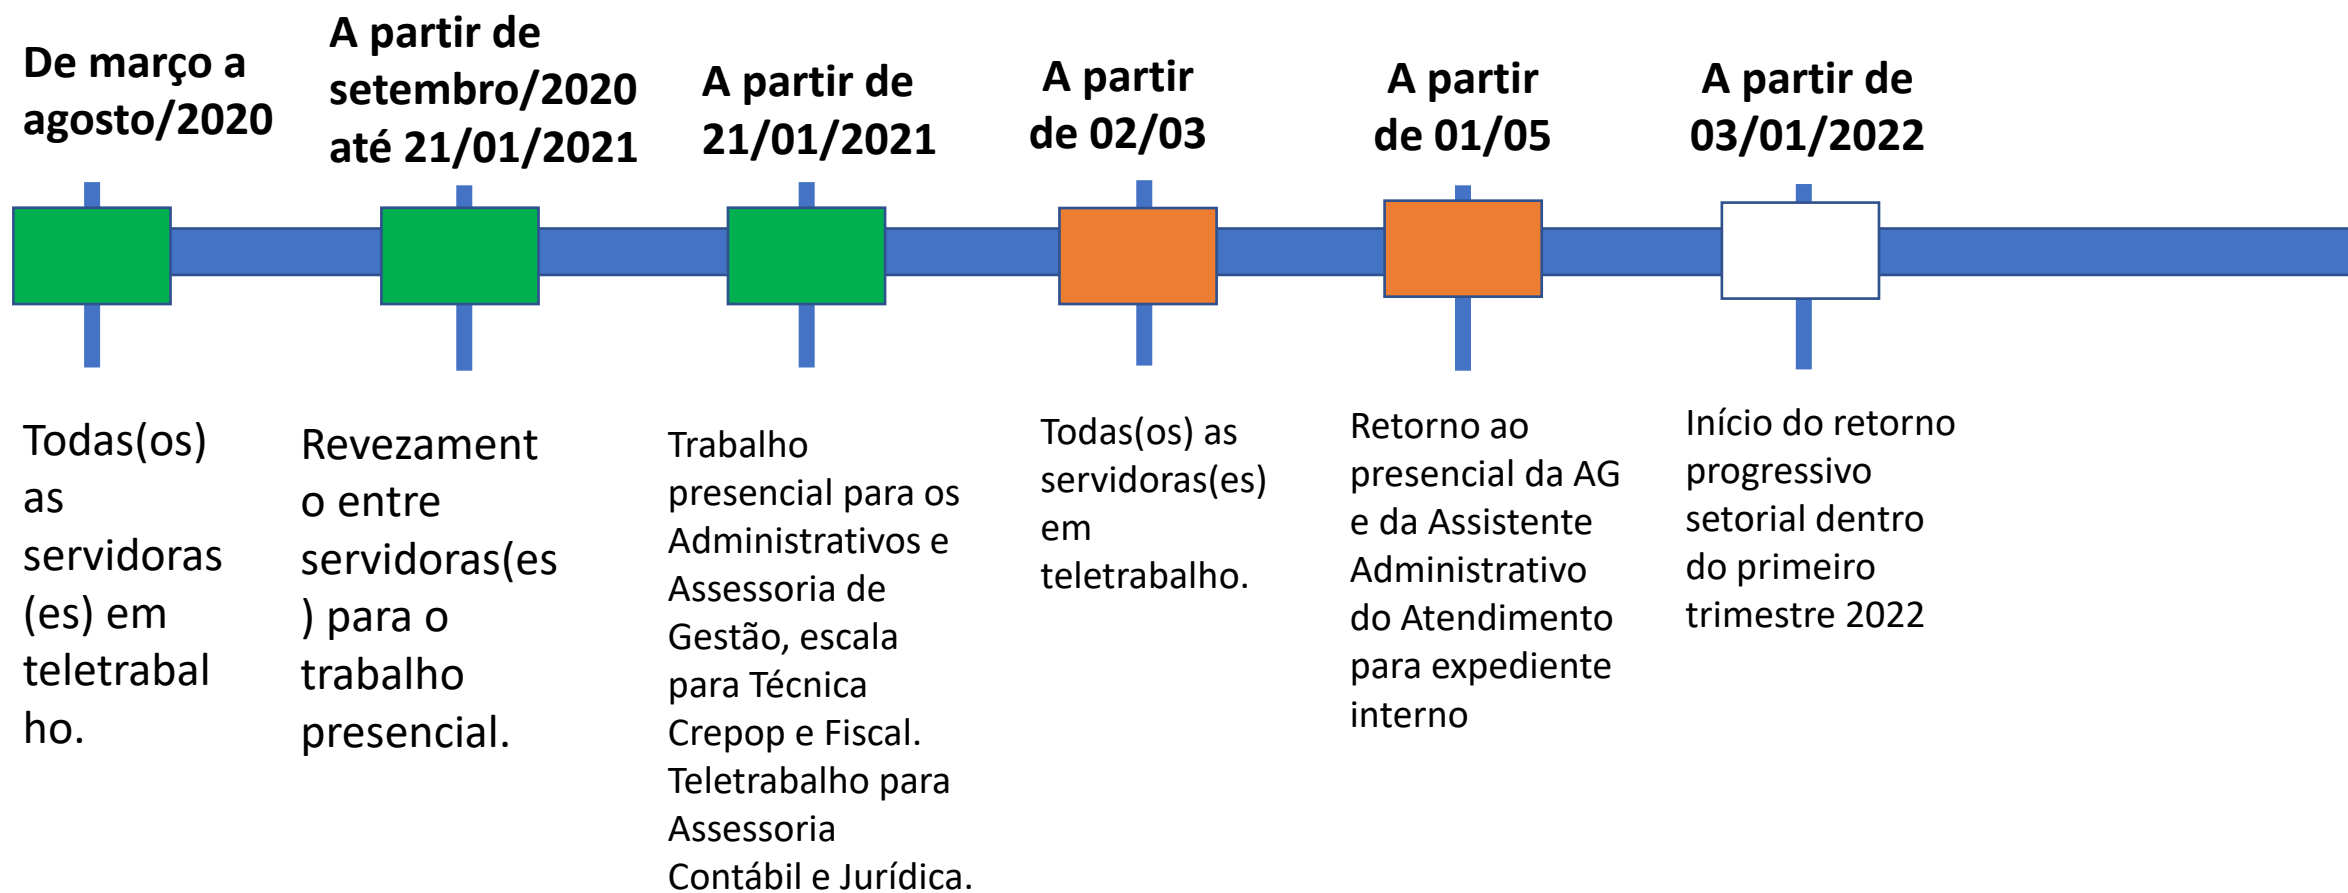 De março a
agosto/2020
A partir de
setembro/2020
até 21/01/2021
A partir de
21/01/2021
A partir
de 02/03
A partir
de 01/05
A partir de
03/01/2022
Todas(os)
as
servidoras
(es) em
teletrabal
ho.
Revezament
o entre
servidoras(es
) para o
trabalho
presencial.
Trabalho
presencial para os
Administrativos e
Assessoria de
Gestão, escala
para Técnica
Crepop e Fiscal.
Teletrabalho para
Assessoria
Contábil e Jurídica.
Todas(os) as
servidoras(es)
em
teletrabalho.
Retorno ao
presencial da AG
e da Assistente
Administrativo
do Atendimento
para expediente
interno
Início do retorno
progressivo
setorial dentro
do primeiro
trimestre 2022